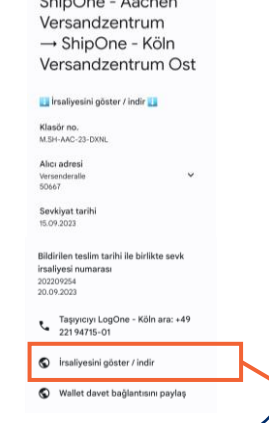 ShipOne - Aachen
Versandzentrum
→ ShipOne - Köln
Versandzentrum Ost
⬇️ İrsaliyesini göster / indir ⬇️
Klasör no.
M.SH-AAC-23-DXNL
Alıcı adresi
Versenderalle
50667
Sevkiyat tarihi
15.09.2023
Bildirilen teslim tarihi ile birlikte sevk
irsaliyesi numarası
202209254
20.09.2023
Taşıyıcıyı LogOne - Köln ara: +49
221 94715-01
İrsaliyesini göster / indir
Wallet davet bağlantısını paylaş